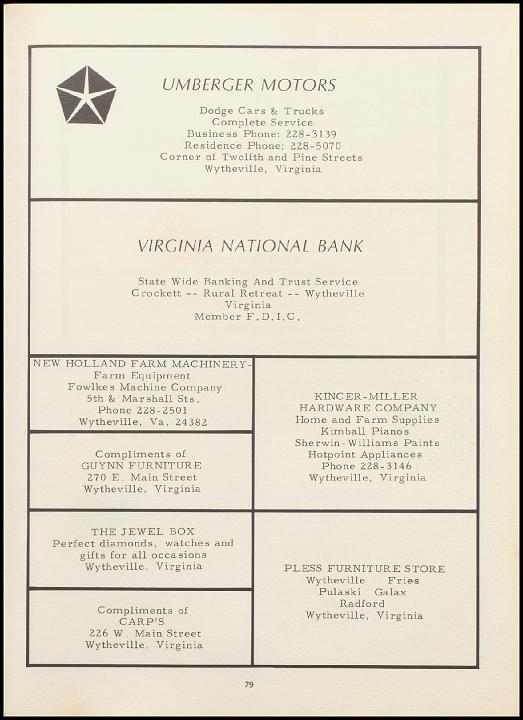 UMBERGER MOTORS
Dodge Cars & Trucks
Complete Service
Business Phone: 228-3139
Residence Phone: 228-5070
Corner of Twelfth and Pine Streets
Wytheville, Virginia
VIRGINIA NATIONAL BANK
State Wide Banking And Trust Service
Crockett -- Rural Retreat -- Wytheville
Virginia
Member F.D.I.C.
NEW HOLLAND FARM MACHINERY-
Farm Equipment
Fowlkes Machine Company
5th & Marshall Sts.
Phone 228-2501
Wytheville, Va. 24382
Compliments of
GUYNN FURNITURE
270 E. Main Street
Wytheville, Virginia
THE JEWEL BOX
Perfect diamonds, watches and
gifts for all occasions
Wytheville, Virginia
Compliments of
CARP'S
226 W. Main Street
Wytheville, Virginia
KINCER-MILLER
HARDWARE COMPANY
Home and Farm Supplies
Kimball Pianos
Sherwin-Williams Paints
Hotpoint Appliances
Phone 228-3146
Wytheville, Virginia
PLESS FURNITURE STORE
Wytheville Fries
Pulaski Galax
Radford
Wytheville, Virginia
79